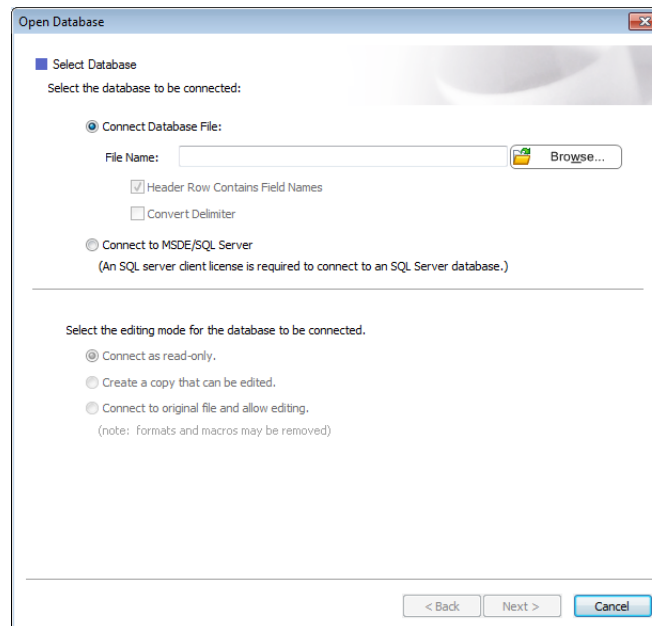 Open Database
Select Database
Select the database to be connected:
Connect Database File:
File Name:
Browse...
Header Row Contains Field Names
Convert Delimiter
Connect to MSDE/SQL Server
(An SQL server client license is required to connect to an SQL Server database.)
Select the editing mode for the database to be connected.
Connect as read-only.
Create a copy that can be edited.
Connect to original file and allow editing.
(note: formats and macros may be removed)
< Back
Next >
Cancel